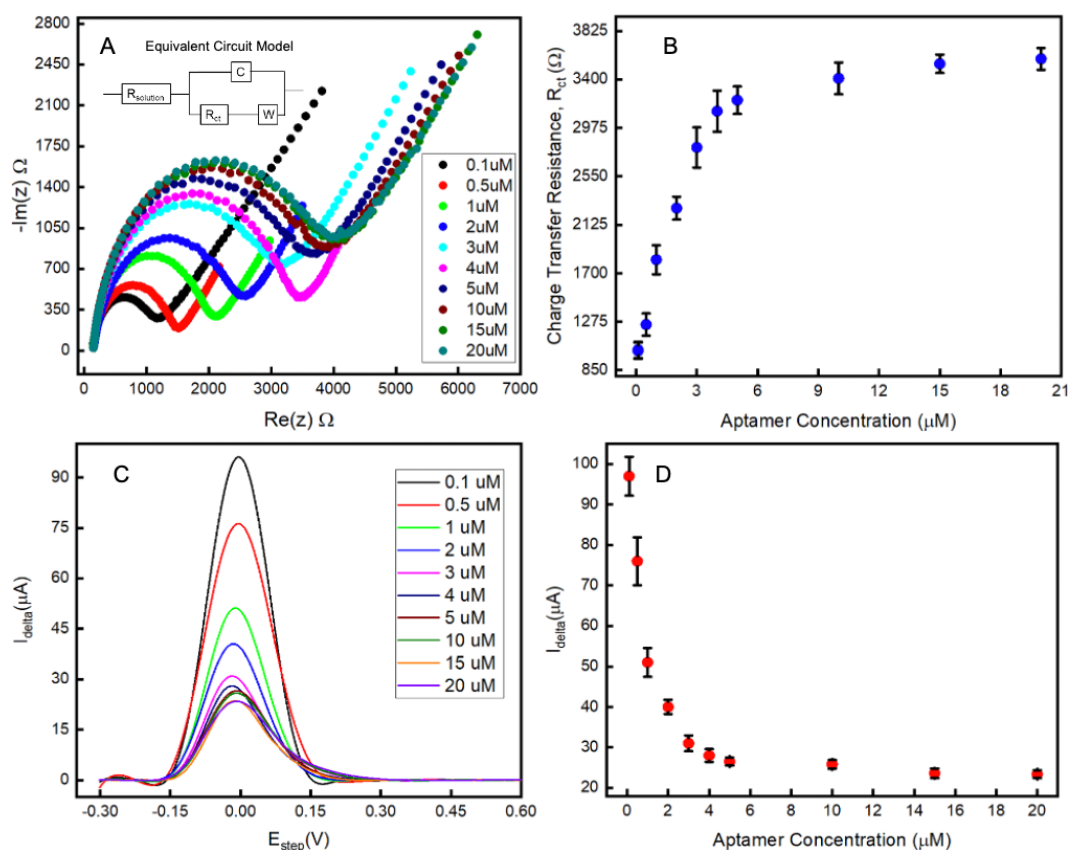 A
Equivalent Circuit Model
R_solution
C
R_ct
W
-Im(z) Ω
2800
2450
2100
1750
1400
1050
700
350
0
0 1000 2000 3000 4000 5000 6000 7000
Re(z) Ω
0.1uM
0.5uM
1uM
2uM
3uM
4uM
5uM
10uM
15uM
20uM
B
Charge Transfer Resistance, R_ct(Ω)
3825
3400
2975
2550
2125
1700
1275
850
0 3 6 9 12 15 18 21
Aptamer Concentration (μM)
C
I_delta(μA)
90
75
60
45
30
15
0
-0.30 -0.15 0.00 0.15 0.30 0.45 0.60
E_step(V)
0.1 uM
0.5 uM
1 uM
2 uM
3 uM
4 uM
5 uM
10 uM
15 uM
20 uM
D
I_delta(μA)
100
90
80
70
60
50
40
30
20
0 2 4 6 8 10 12 14 16 18 20
Aptamer Concentration (μM)